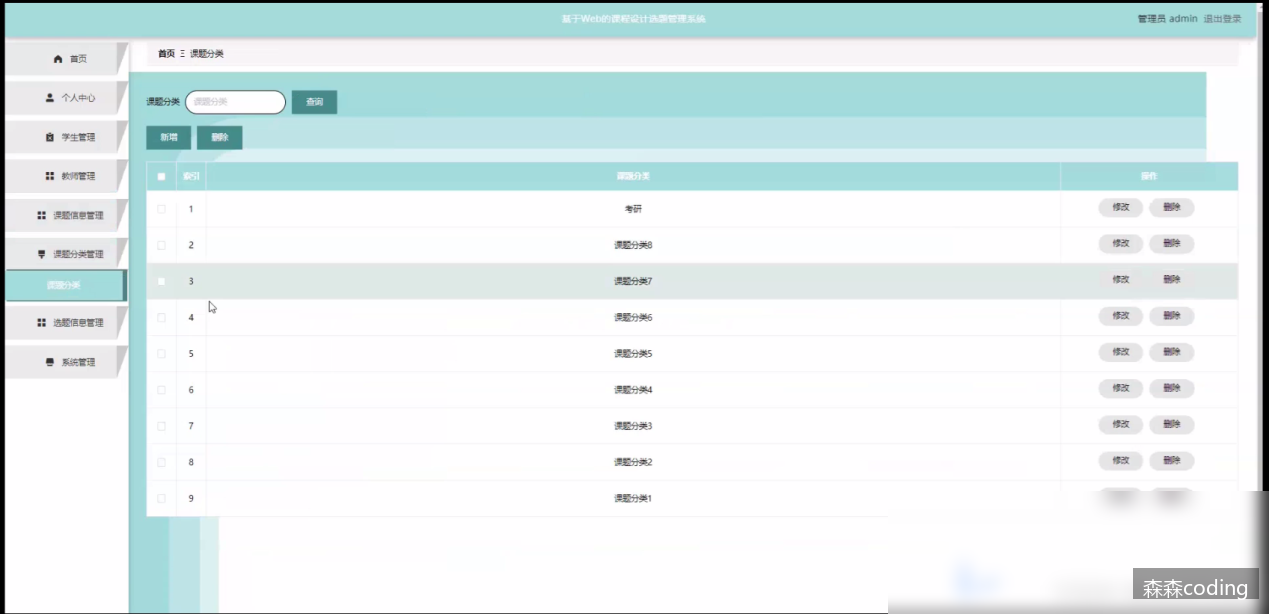 基于Web的课程设计选题管理系统
管理员 admin 退出登录
首页
个人中心
学生管理
教师管理
课题信息管理
课题分类管理
课题分类
选题信息管理
系统管理
首页 Ξ 课题分类
课题分类 课题分类 查询
新增 删除
索引 课题分类 操作
1 考研 修改 删除
2 课题分类8 修改 删除
3 课题分类7 修改 删除
4 课题分类6 修改 删除
5 课题分类5 修改 删除
6 课题分类4 修改 删除
7 课题分类3 修改 删除
8 课题分类2 修改 删除
9 课题分类1
森森coding